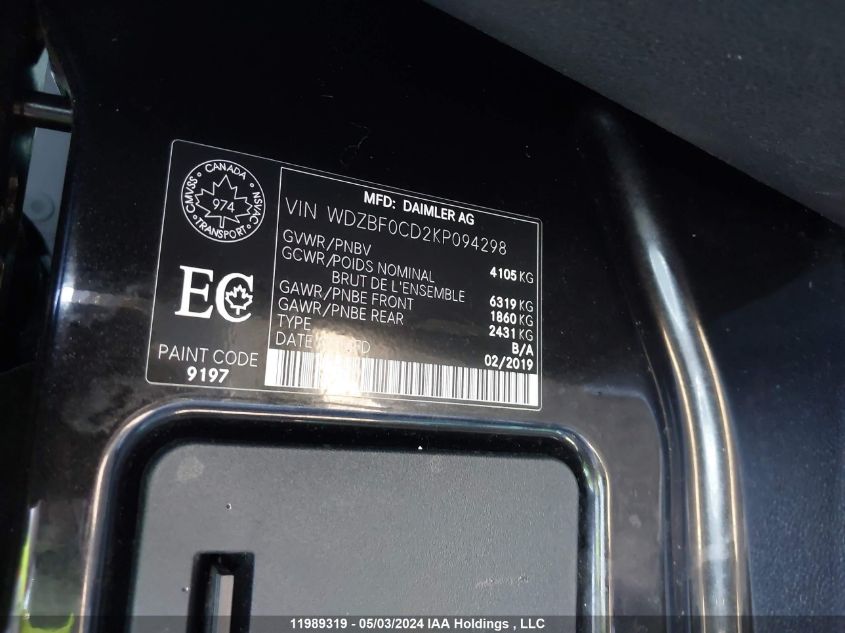 CANADA
CMVSS
NSVAC
974
TRANSPORT
EC
PAINT CODE
9197
MFD: DAIMLER AG
VIN WDZBF0CD2KP094298
GVWR/PNBV 4105 KG
GCWR/POIDS NOMINAL
BRUT DE L'ENSEMBLE 6319 KG
GAWR/PNBE FRONT 1860 KG
GAWR/PNBE REAR 2431 KG
TYPE B/A
DATE 02/2019
11989319 - 05/03/2024 IAA Holdings , LLC